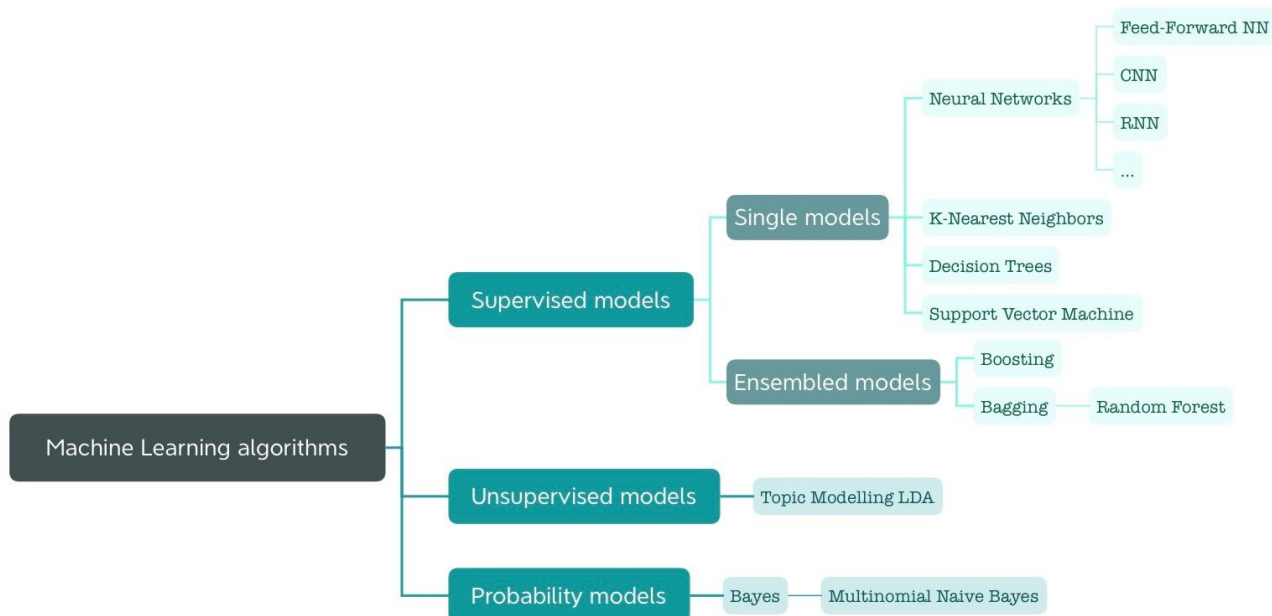 Machine Learning algorithms
Supervised models
Single models
Neural Networks
Feed-Forward NN
CNN
RNN
...
K-Nearest Neighbors
Decision Trees
Support Vector Machine
Ensembled models
Boosting
Bagging
Random Forest
Unsupervised models
Topic Modelling LDA
Probability models
Bayes
Multinomial Naive Bayes